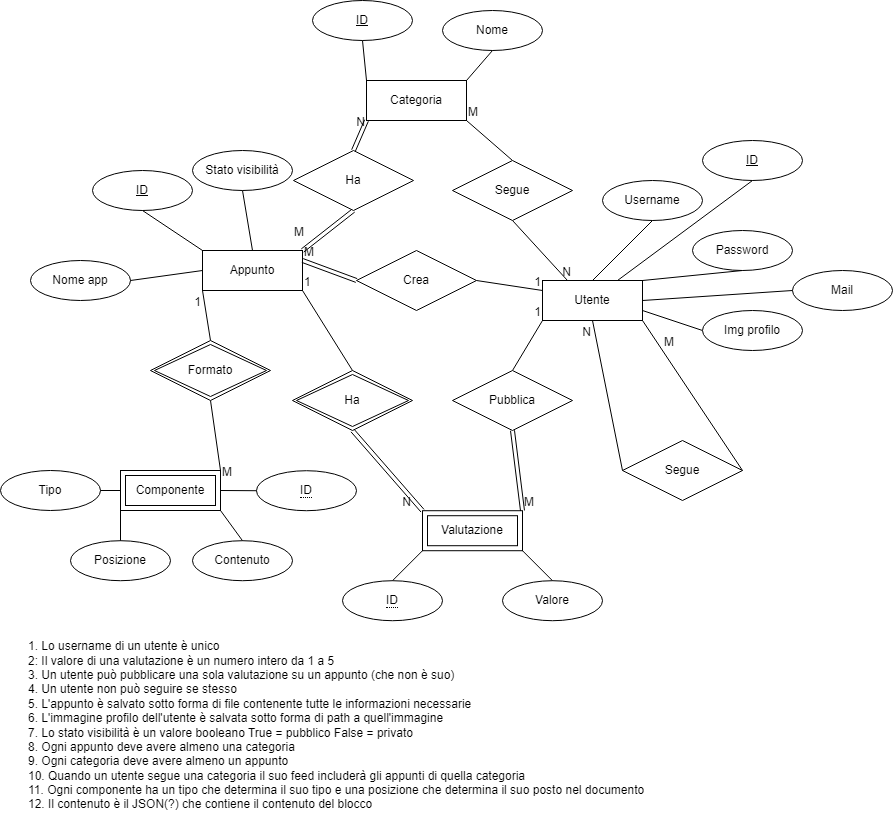 ID
Nome
Categoria
N
M
Ha
Segue
ID
Stato visibilità
ID
Username
Nome app
Appunto
M
M
1
1
Crea
1
N
1
Utente
N
M
Password
Mail
Img profilo
Formato
Ha
Pubblica
Segue
Tipo
Componente
M
ID
N
M
Valutazione
Posizione
Contenuto
ID
Valore
1. Lo username di un utente è unico
2: Il valore di una valutazione è un numero intero da 1 a 5
3. Un utente può pubblicare una sola valutazione su un appunto (che non è suo)
4. Un utente non può seguire se stesso
5. L'appunto è salvato sotto forma di file contenente tutte le informazioni necessarie
6. L'immagine profilo dell'utente è salvata sotto forma di path a quell'immagine
7. Lo stato visibilità è un valore booleano True = pubblico False = privato
8. Ogni appunto deve avere almeno una categoria
9. Ogni categoria deve avere almeno un appunto
10. Quando un utente segue una categoria il suo feed includerà gli appunti di quella categoria
11. Ogni componente ha un tipo che determina il suo tipo e una posizione che determina il suo posto nel documento
12. Il contenuto è il JSON(?) che contiene il contenuto del blocco